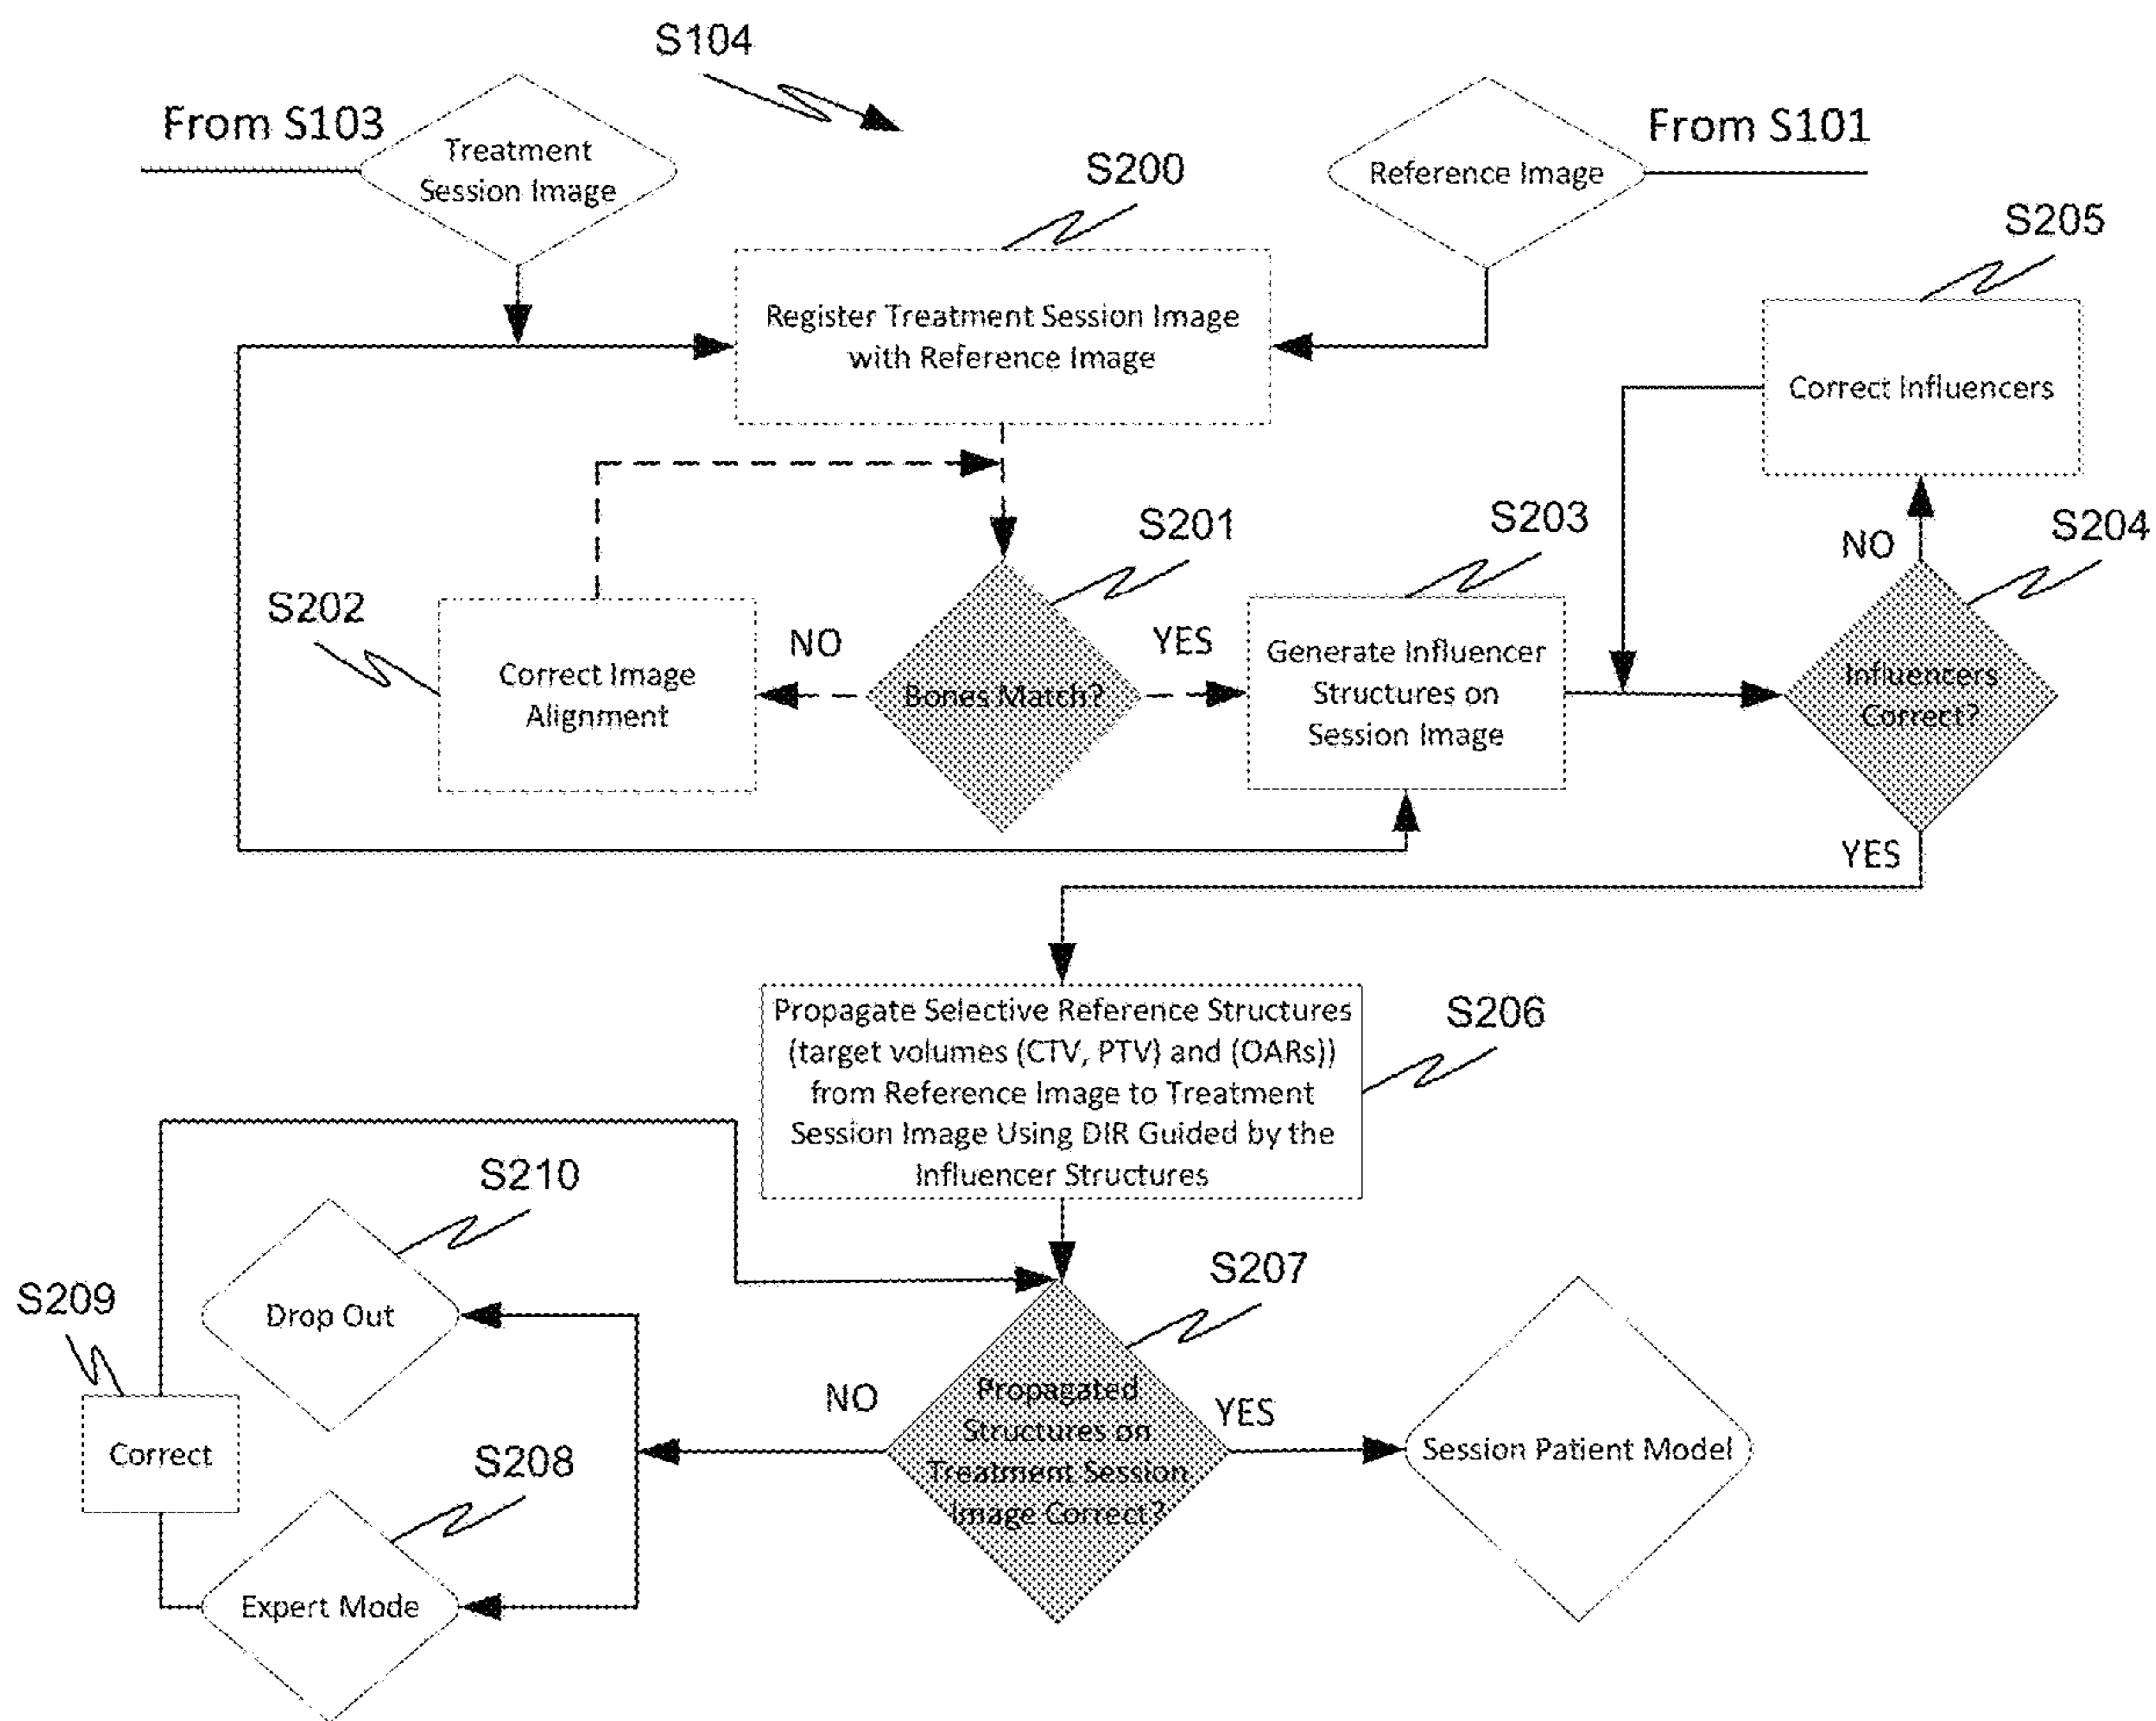 S104
From S103
Treatment
Session Image
From S101
Reference Image
S200
Register Treatment Session Image
with Reference Image
S205
Correct Influencers
S201
Bones Match?
NO
YES
S202
Correct Image
Alignment
S203
Generate Influencer
Structures on
Session Image
NO
S204
Influencers
Correct?
YES
Propagate Selective Reference Structures
(target volumes (CTV, PTV) and (OARs))
from Reference Image to Treatment
Session Image Using DIR Guided by the
Influencer Structures
S206
S210
Drop Out
S209
Correct
S208
Expert Mode
NO
S207
Propagated
Structures on
Treatment Session
Image Correct?
YES
Session Patient Model